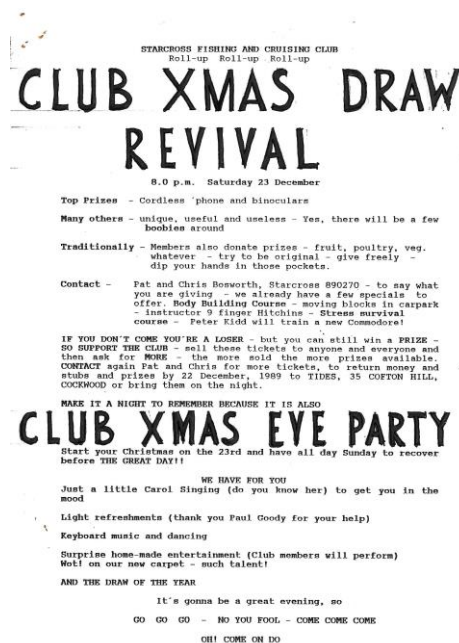 STARCROSS FISHING AND CRUISING CLUB
Roll-up Roll-up Roll-up
CLUB XMAS DRAW
REVIVAL
8.0 p.m. Saturday 23 December
Top Prizes - Cordless 'phone and binoculars
Many others - unique, useful and useless - Yes, there will be a few
boobies around
Traditionally - Members also donate prizes - fruit, poultry, veg.
whatever - try to be original - give freely -
dip your hands in those pockets.
Contact - Pat and Chris Bosworth, Starcross 890270 - to say what
you are giving - we already have a few specials to
offer. Body Building Course - moving blocks in carpark
- instructor 9 finger Hitchins - Stress survival
course - Peter Kidd will train a new Commodore!
IF YOU DON'T COME YOU'RE A LOSER - but you can still win a PRIZE -
SO SUPPORT THE CLUB - sell these tickets to anyone and everyone and
then ask for MORE - the more sold the more prizes available.
CONTACT again Pat and Chris for more tickets, to return money and
stubs and prizes by 22 December, 1989 to TIDES, 35 COFTON HILL,
COCKWOOD or bring them on the night.
MAKE IT A NIGHT TO REMEMBER BECAUSE IT IS ALSO
CLUB XMAS EVE PARTY
Start your Christmas on the 23rd and have all day Sunday to recover
before THE GREAT DAY!!
WE HAVE FOR YOU
Just a little Carol Singing (do you know her) to get you in the
mood
Light refreshments (thank you Paul Goody for your help)
Keyboard music and dancing
Surprise home-made entertainment (Club members will perform)
Wot! on our new carpet - such talent!
AND THE DRAW OF THE YEAR
It's gonna be a great evening, so
GO GO GO - NO YOU FOOL - COME COME COME
OH! COME ON DO